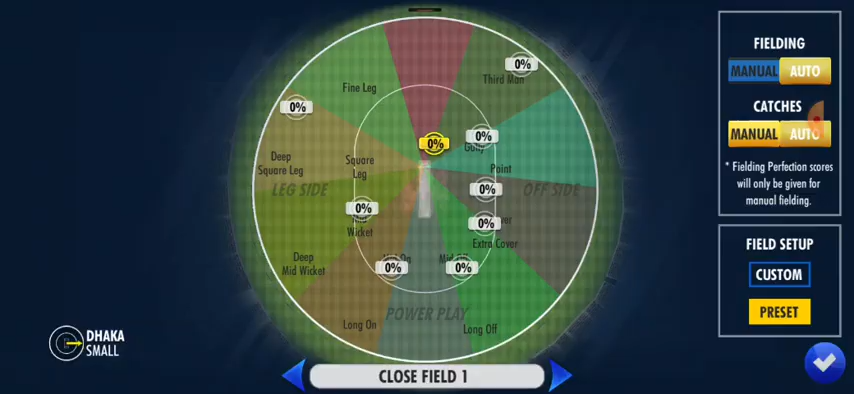 FIELDING
MANUAL AUTO
CATCHES
MANUAL AUTO
* Fielding Perfection scores
will only be given for
manual fielding.
FIELD SETUP
CUSTOM
PRESET
0%
Third Man
Fine Leg
0%
0%
0%
Gully
Deep
Square Leg
Square
Leg
Point
LEG SIDE
0%
OFF SIDE
0%
Wicket
0%
Extra Cover
Deep
Mid Wicket
0%
0%
POWER PLAY
Long On
Long Off
DHAKA
SMALL
CLOSE FIELD 1